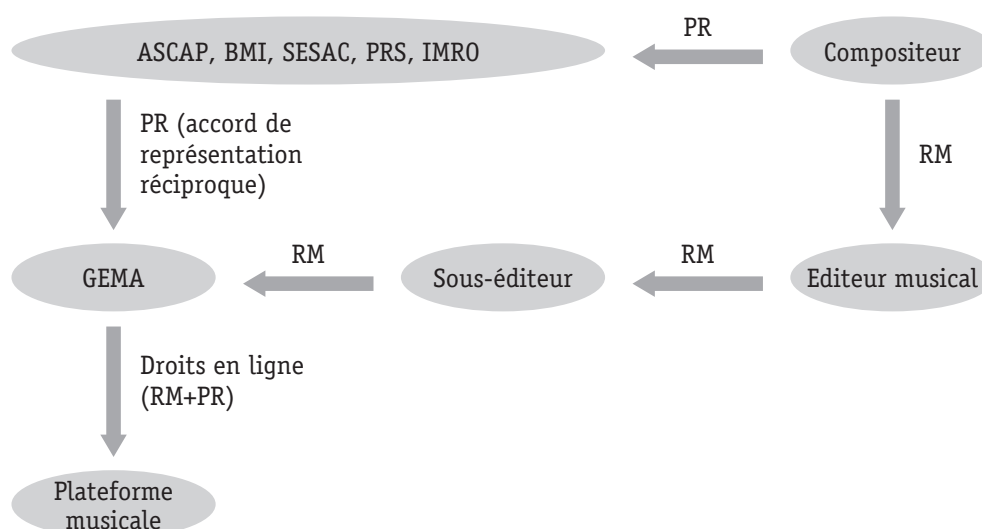 PR
ASCAP, BMI, SESAC, PRS, IMRO
Compositeur
PR (accord de
représentation
réciproque)
RM
RM
RM
GEMA
Sous-éditeur
Editeur musical
Droits en ligne
(RM+PR)
Plateforme
musicale